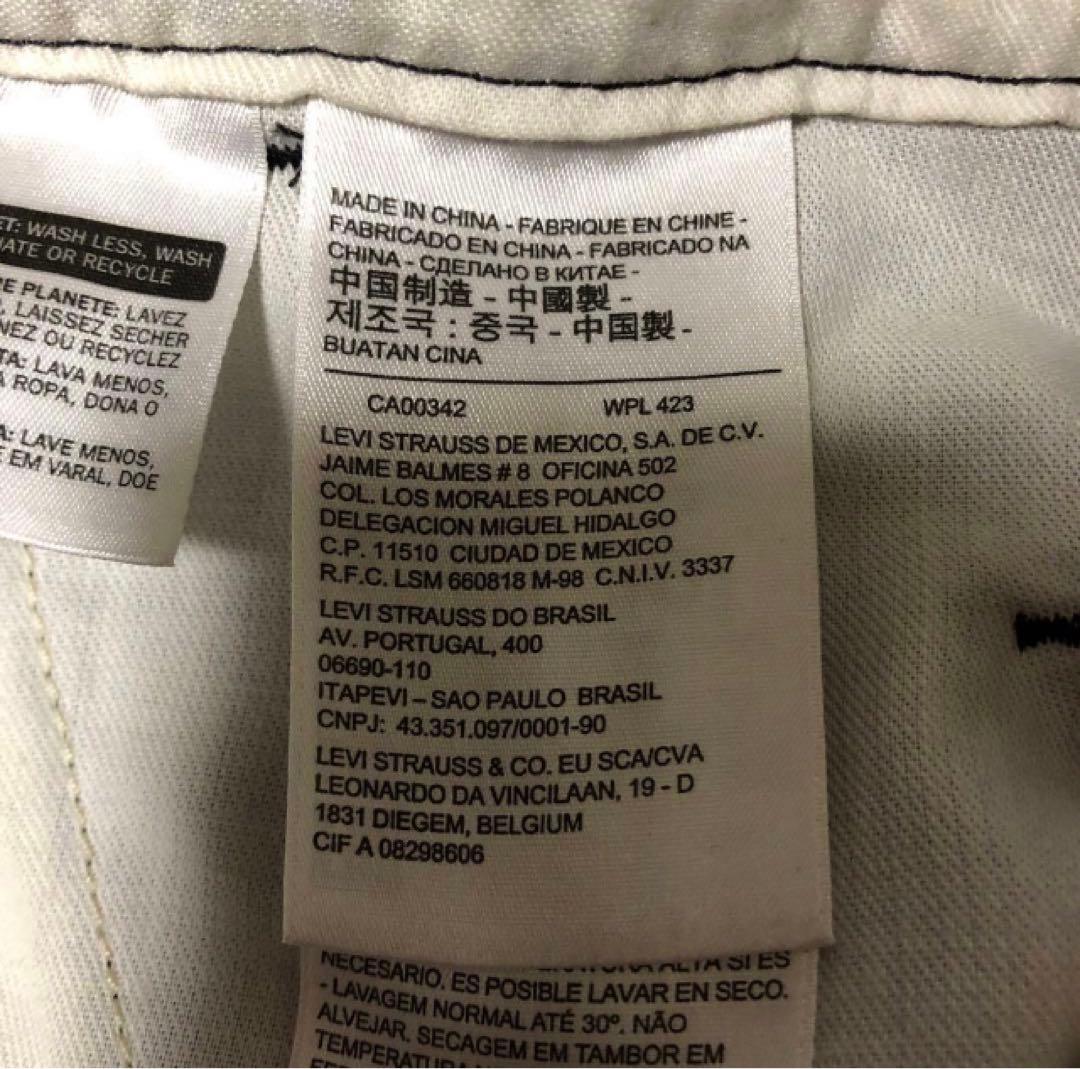 ET: WASH LESS, WASH
ATE OR RECYCLE
E PLANETE: LAVEZ
, LAISSEZ SECHER
NEZ OU RECYCLEZ
TA: LAVA MENOS,
A ROPA, DONA O
A: LAVE MENOS,
E EM VARAL, DOE
MADE IN CHINA - FABRIQUE EN CHINE -
FABRICADO EN CHINA - FABRICADO NA
CHINA - СДЕЛАНО В КИТАЕ -
中国制造 - 中國製 -
제조국 : 중국 - 中国製 -
BUATAN CINA
CA00342 WPL 423
LEVI STRAUSS DE MEXICO, S.A. DE C.V.
JAIME BALMES # 8 OFICINA 502
COL. LOS MORALES POLANCO
DELEGACION MIGUEL HIDALGO
C.P. 11510 CIUDAD DE MEXICO
R.F.C. LSM 660818 M-98 C.N.I.V. 3337
LEVI STRAUSS DO BRASIL
AV. PORTUGAL, 400
06690-110
ITAPEVI – SAO PAULO BRASIL
CNPJ: 43.351.097/0001-90
LEVI STRAUSS & CO. EU SCA/CVA
LEONARDO DA VINCILAAN, 19 - D
1831 DIEGEM, BELGIUM
CIF A 08298606
NECESARIO. ALTA SI ES
ES POSIBLE LAVAR EN SECO.
- LAVAGEM NORMAL ATÉ 30º. NÃO
ALVEJAR. SECAGEM EM TAMBOR EM
TEMPERATURA